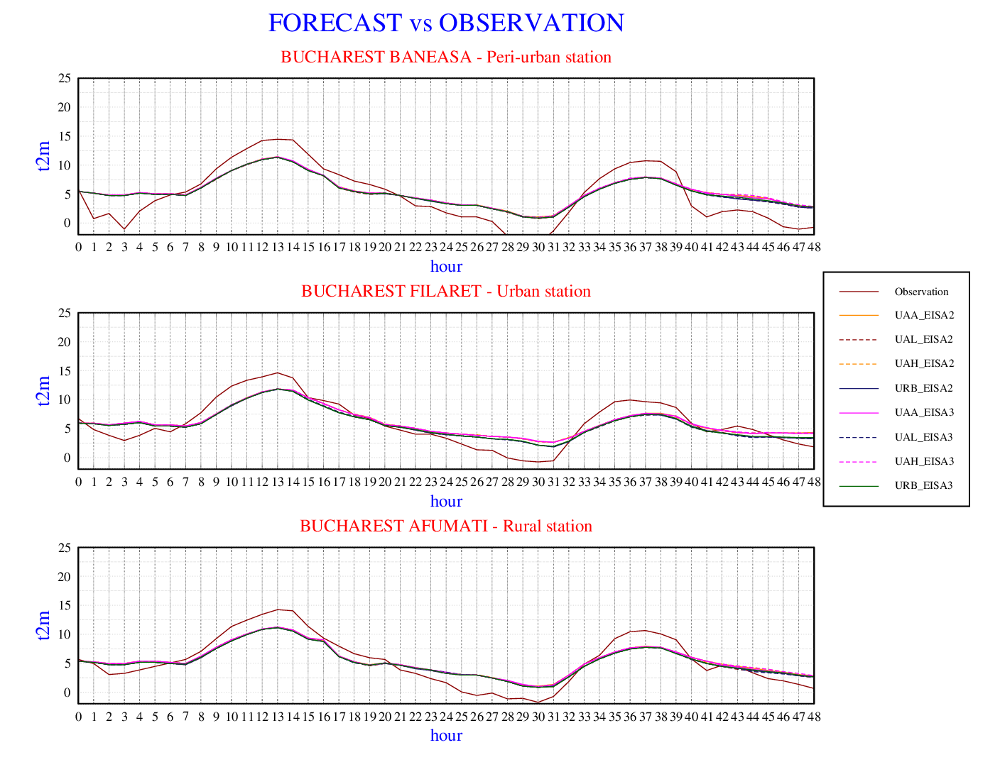 FORECAST vs OBSERVATION
BUCHAREST BANEASA - Peri-urban station
25
20
15
10
5
0
t2m
0 1 2 3 4 5 6 7 8 9 10 11 12 13 14 15 16 17 18 19 20 21 22 23 24 25 26 27 28 29 30 31 32 33 34 35 36 37 38 39 40 41 42 43 44 45 46 47 48
hour
BUCHAREST FILARET - Urban station
25
20
15
10
5
0
t2m
0 1 2 3 4 5 6 7 8 9 10 11 12 13 14 15 16 17 18 19 20 21 22 23 24 25 26 27 28 29 30 31 32 33 34 35 36 37 38 39 40 41 42 43 44 45 46 47 48
hour
Observation
UAA_EISA2
UAL_EISA2
UAH_EISA2
URB_EISA2
UAA_EISA3
UAL_EISA3
UAH_EISA3
URB_EISA3
BUCHAREST AFUMATI - Rural station
25
20
15
10
5
0
t2m
0 1 2 3 4 5 6 7 8 9 10 11 12 13 14 15 16 17 18 19 20 21 22 23 24 25 26 27 28 29 30 31 32 33 34 35 36 37 38 39 40 41 42 43 44 45 46 47 48
hour